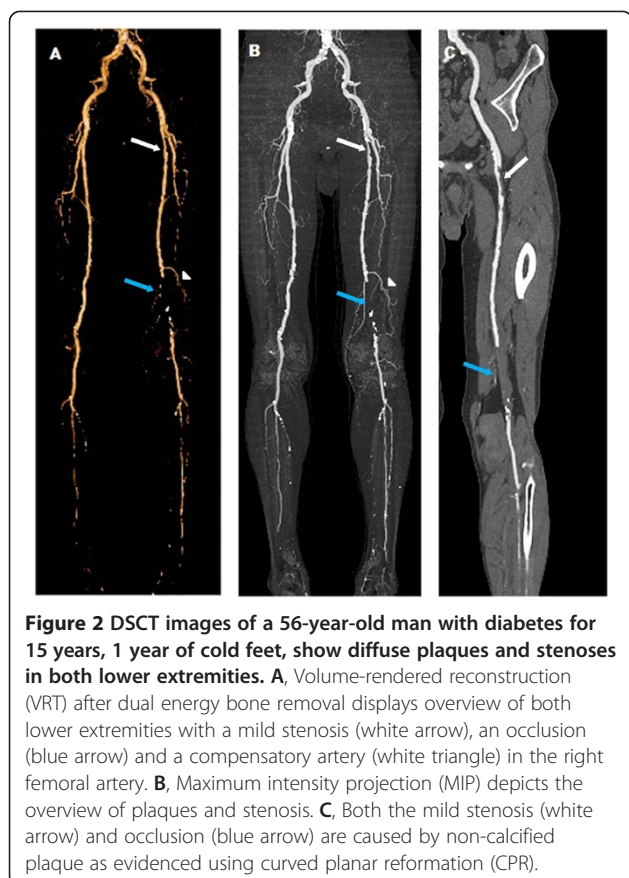 A
B
C
Figure 2 DSCT images of a 56-year-old man with diabetes for
15 years, 1 year of cold feet, show diffuse plaques and stenoses
in both lower extremities. A, Volume-rendered reconstruction
(VRT) after dual energy bone removal displays overview of both
lower extremities with a mild stenosis (white arrow), an occlusion
(blue arrow) and a compensatory artery (white triangle) in the right
femoral artery. B, Maximum intensity projection (MIP) depicts the
overview of plaques and stenosis. C, Both the mild stenosis (white
arrow) and occlusion (blue arrow) are caused by non-calcified
plaque as evidenced using curved planar reformation (CPR).